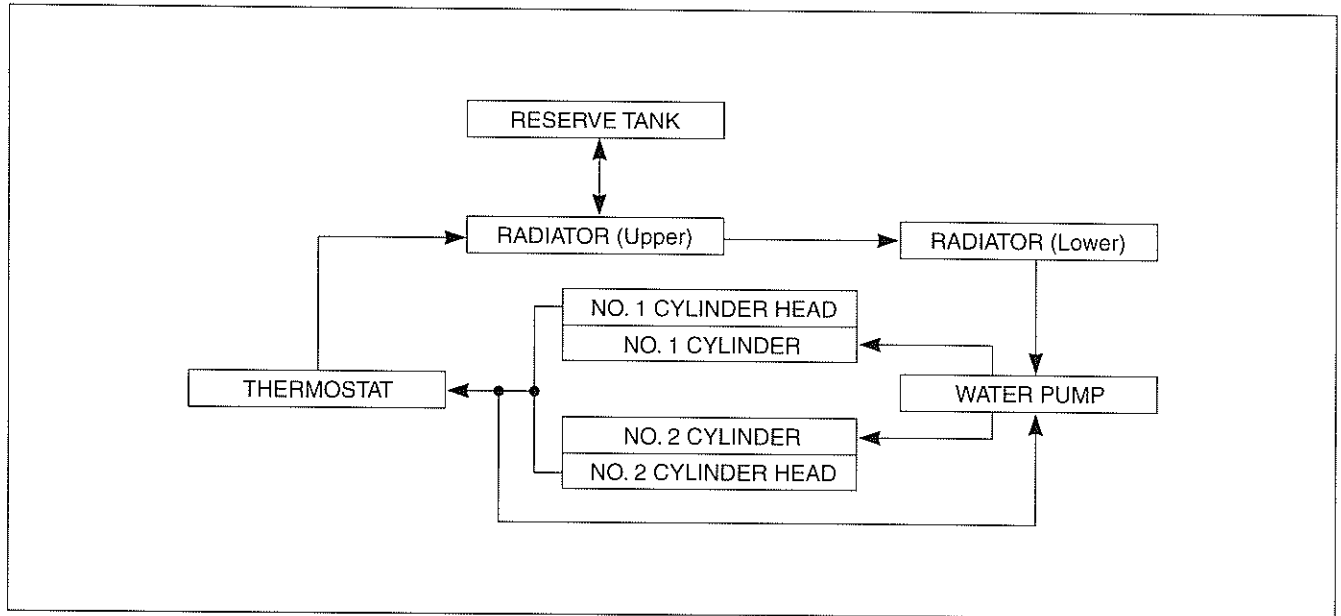 RESERVE TANK
RADIATOR (Upper)
RADIATOR (Lower)
NO. 1 CYLINDER HEAD
NO. 1 CYLINDER
THERMOSTAT
WATER PUMP
NO. 2 CYLINDER
NO. 2 CYLINDER HEAD